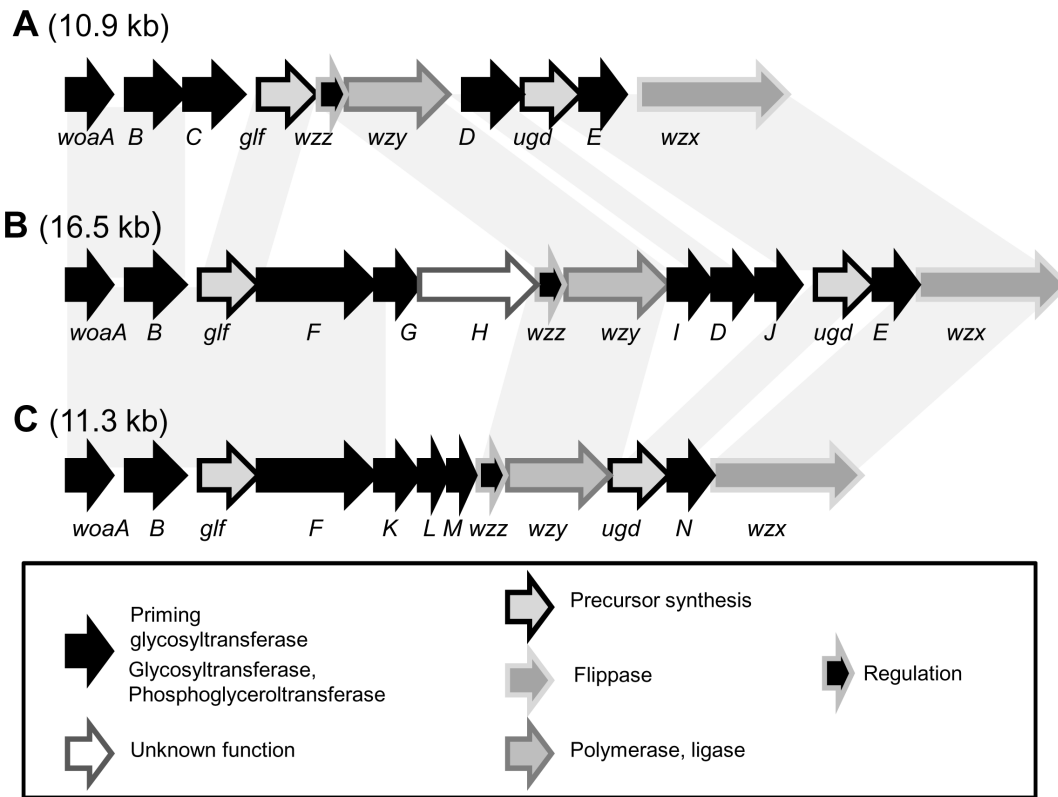 A (10.9 kb)
woaA B C glf wzz wzy D ugd E wzx
B (16.5 kb)
woaA B glf F G H wzz wzy I D J ugd E wzx
C (11.3 kb)
woaA B glf F K L M wzz wzy ugd N wzx
Priming
glycosyltransferase
Glycosyltransferase,
Phosphoglyceroltransferase
Unknown function
Precursor synthesis
Flippase
Polymerase, ligase
Regulation